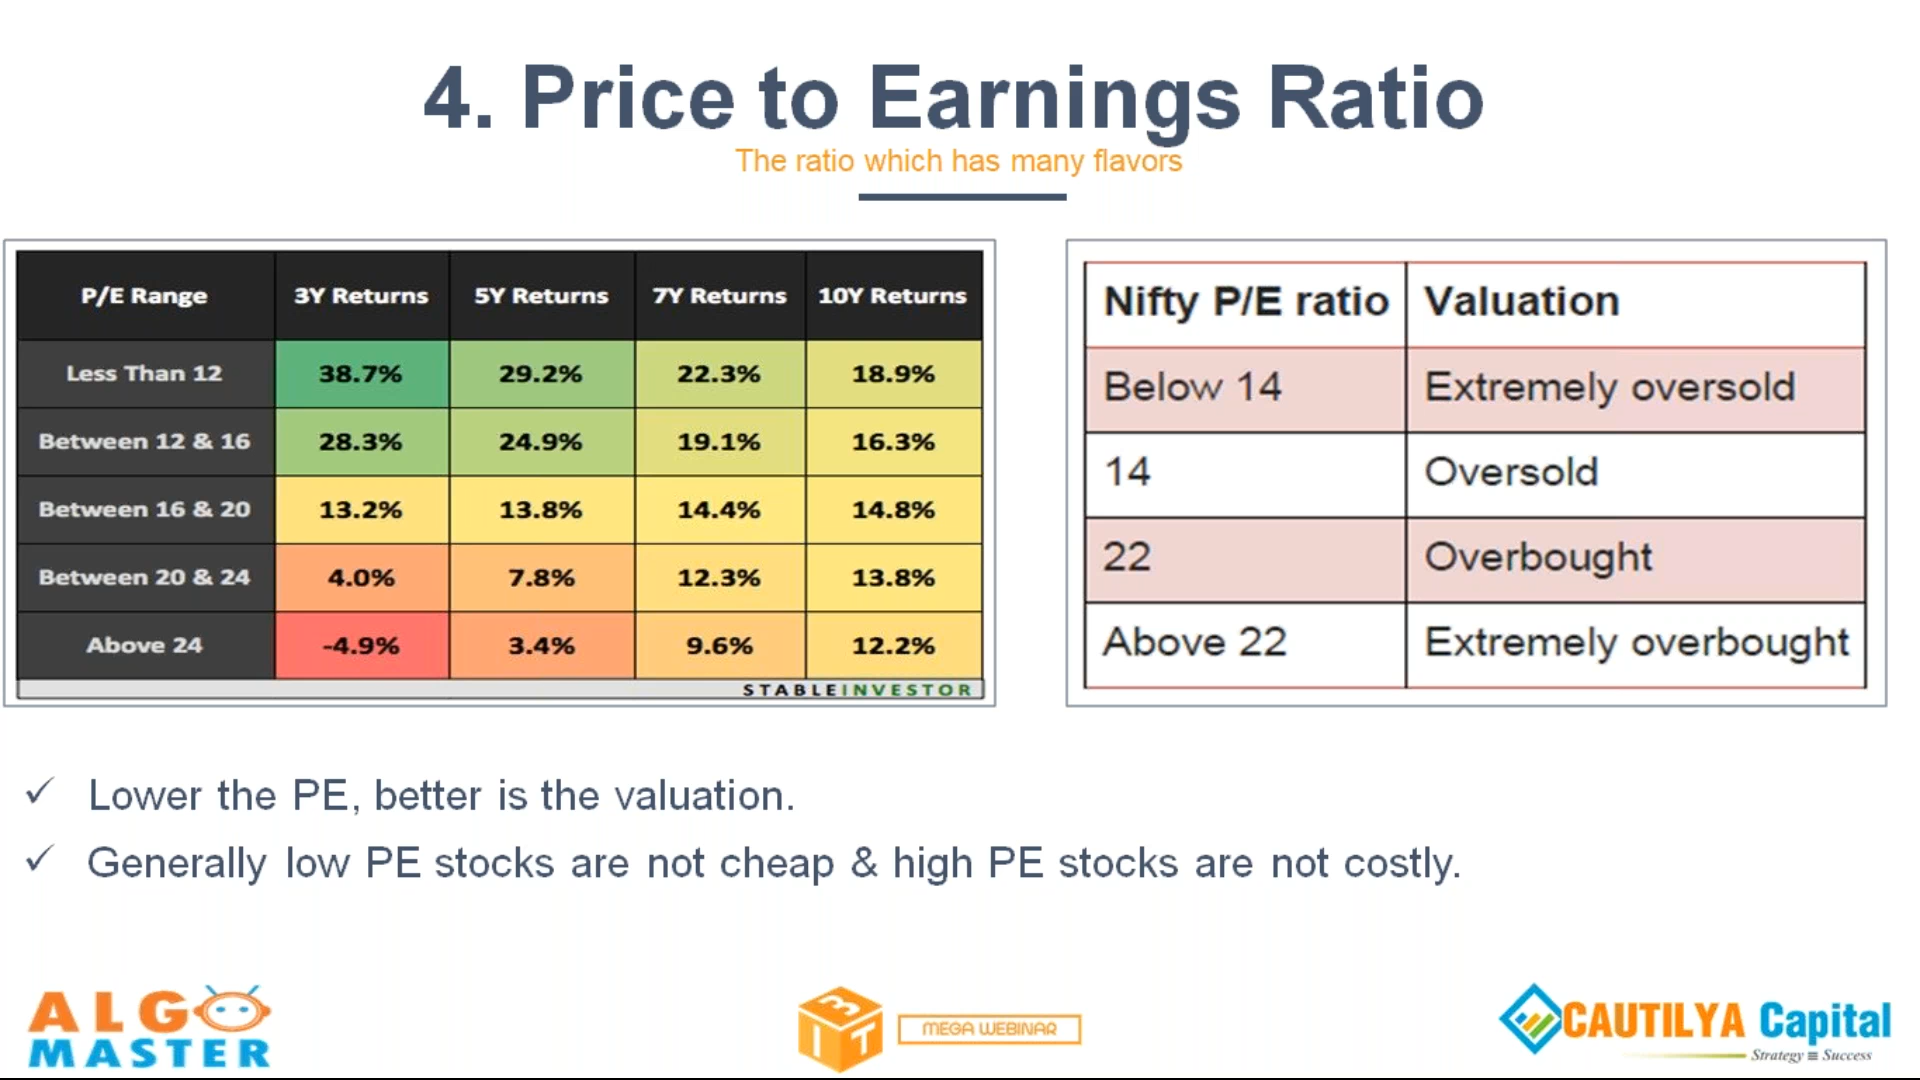 4. Price to Earnings Ratio
The ratio which has many flavors
P/E Range 3Y Returns 5Y Returns 7Y Returns 10Y Returns
Less Than 12 38.7% 29.2% 22.3% 18.9%
Between 12 & 16 28.3% 24.9% 19.1% 16.3%
Between 16 & 20 13.2% 13.8% 14.4% 14.8%
Between 20 & 24 4.0% 7.8% 12.3% 13.8%
Above 24 -4.9% 3.4% 9.6% 12.2%
STABLEINVESTOR
Nifty P/E ratio Valuation
Below 14 Extremely oversold
14 Oversold
22 Overbought
Above 22 Extremely overbought
✓ Lower the PE, better is the valuation.
✓ Generally low PE stocks are not cheap & high PE stocks are not costly.
ALGO
MASTER
3
I T
MEGA WEBINAR
CAUTILYA Capital
Strategy ≡ Success